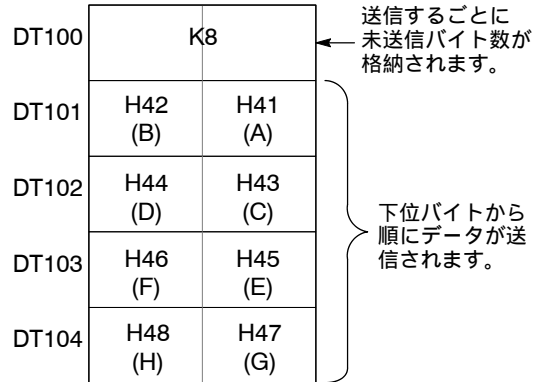 DT100 K8
送信するごとに
未送信バイト数が
格納されます。
DT101 H42 H41
(B) (A)
DT102 H44 H43
(D) (C)
下位バイトから
順にデータが送
信されます。
DT103 H46 H45
(F) (E)
DT104 H48 H47
(H) (G)